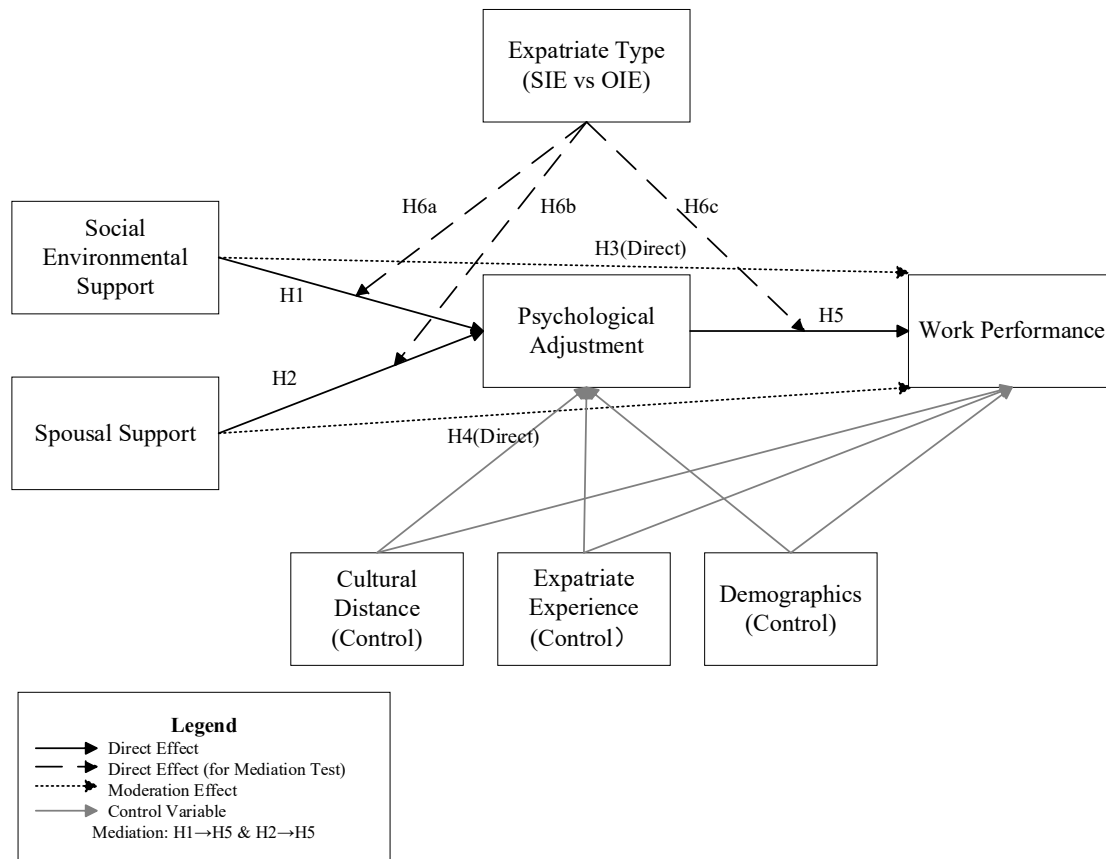 Expatriate Type
(SIE vs OIE)
H6a
H6b
H6c
Social
Environmental
Support
H3(Direct)
H1
Psychological
Adjustment
H5
Work Performance
H2
Spousal Support
H4(Direct)
Cultural
Distance
(Control)
Expatriate
Experience
(Control）
Demographics
(Control)
Legend
Direct Effect
Direct Effect (for Mediation Test)
Moderation Effect
Control Variable
Mediation: H1→H5 & H2→H5